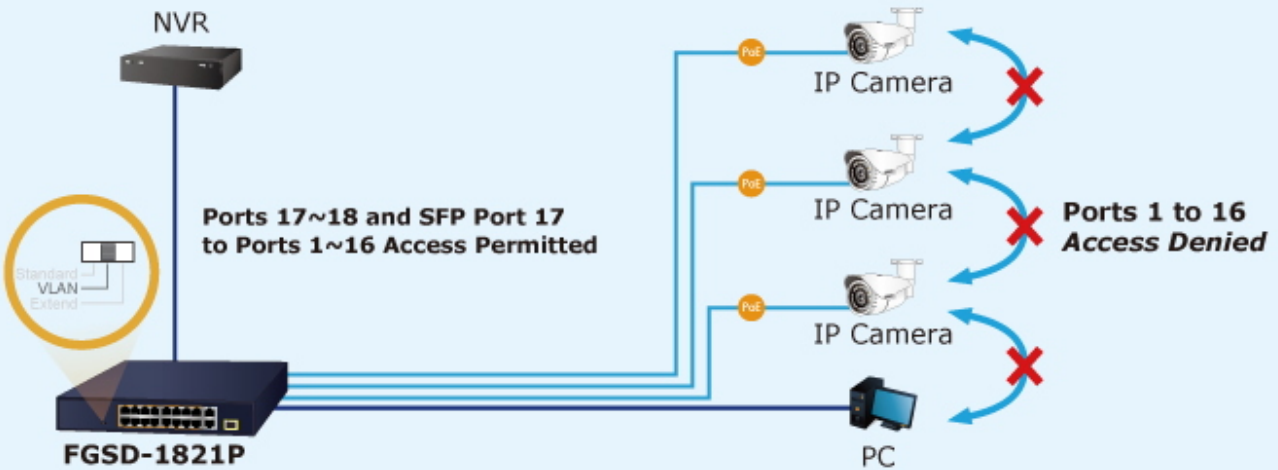 NVR
PoE
IP Camera
Ports 17~18 and SFP Port 17
to Ports 1~16 Access Permitted
PoE
IP Camera
Ports 1 to 16
Access Denied
Standard
VLAN
Extend
PoE
IP Camera
FGSD-1821P
PC